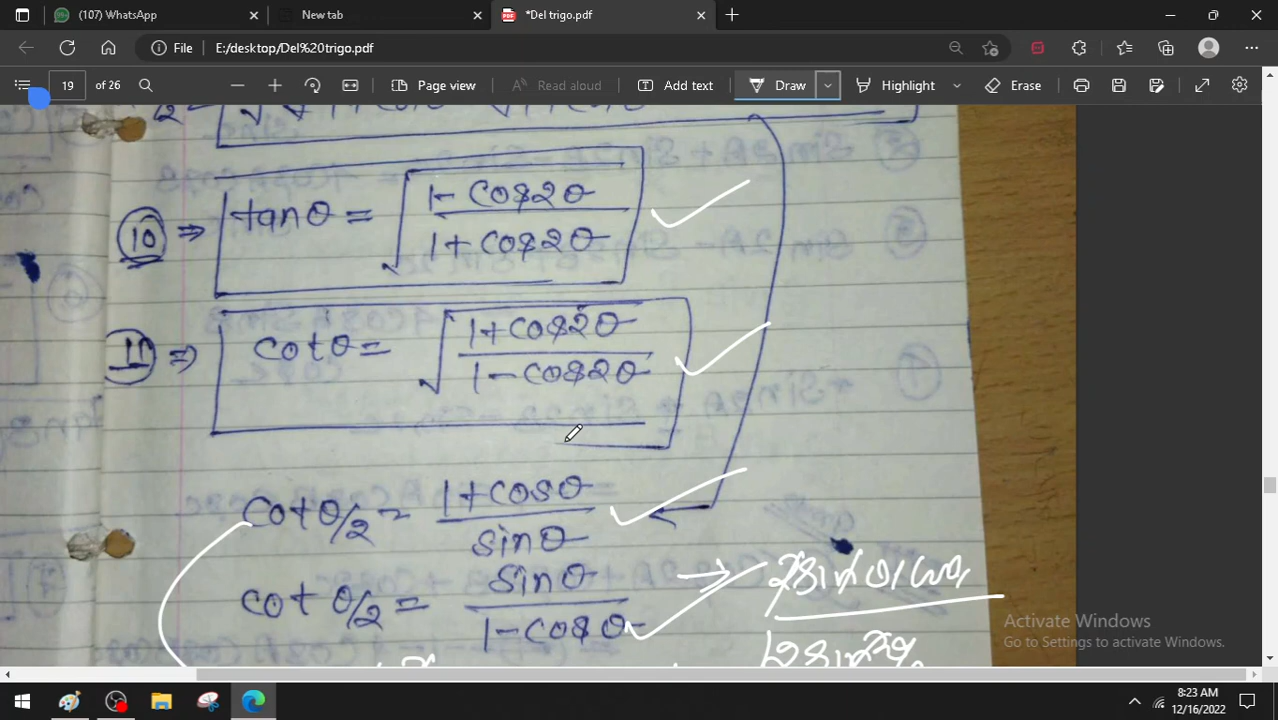 (107) WhatsApp
New tab
*Del trigo.pdf
File
E:/desktop/Del%20trigo.pdf
19 of 26
Page view
Read aloud
Add text
Draw
Highlight
Erase
10 ⇒ tanθ = √(1-cos2θ / 1+cos2θ)
11 ⇒ cotθ = √(1+cos2θ / 1-cos2θ)
cot θ/2 = 1+cosθ / sinθ
cot θ/2 = sinθ / 1-cosθ
Activate Windows
Go to Settings to activate Windows.
8:23 AM
12/16/2022